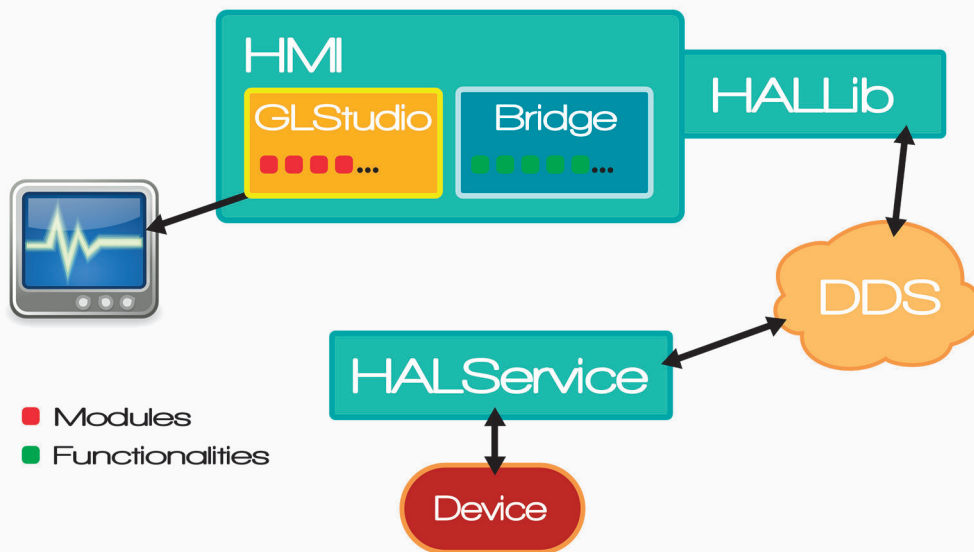 HMI
HALLib
GLStudio
Bridge
...
...
DDS
HALService
Modules
Functionalities
Device